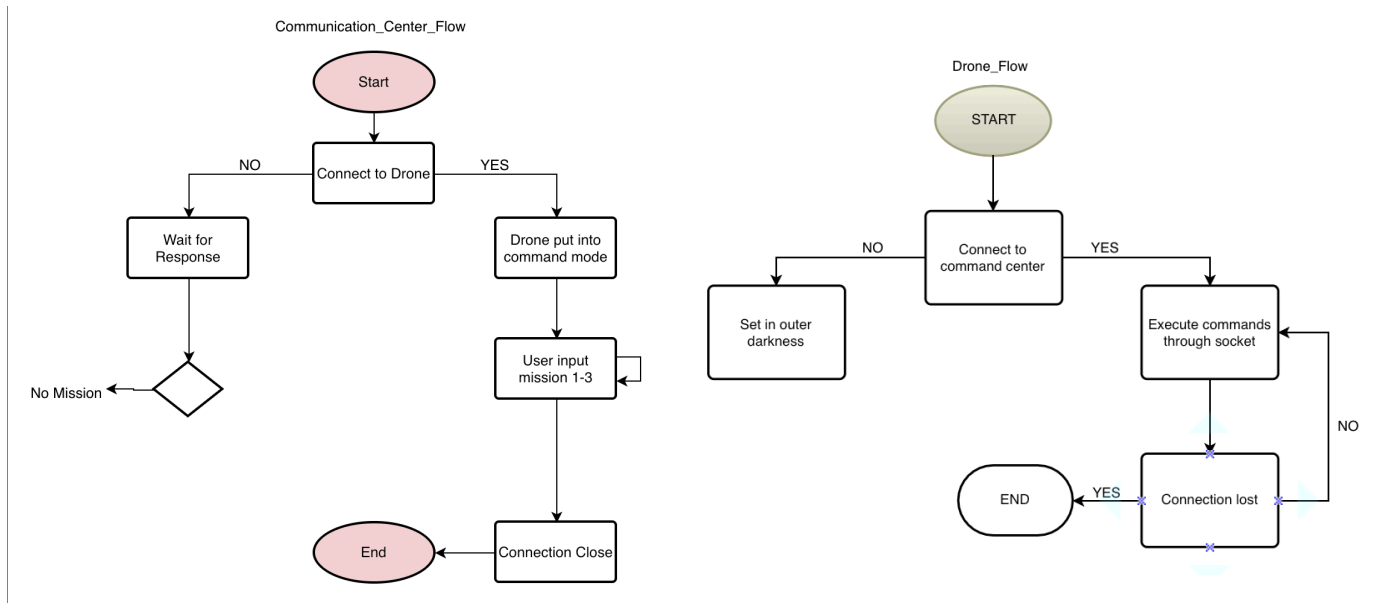 Communication_Center_Flow
Start
Connect to Drone
NO
YES
Wait for
Response
Drone put into
command mode
User input
mission 1-3
No Mission
Connection Close
End
Drone_Flow
START
Connect to
command center
NO
YES
Set in outer
darkness
Execute commands
through socket
NO
Connection lost
YES
END